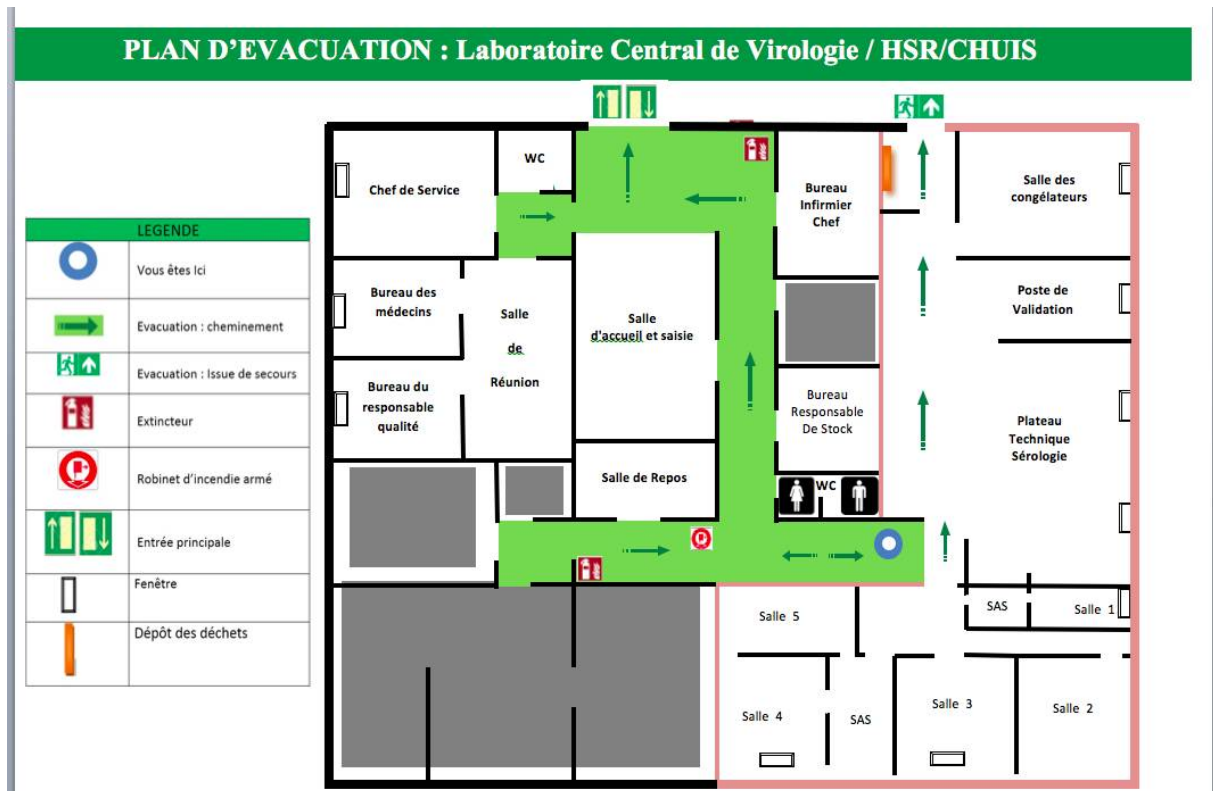 PLAN D'EVACUATION : Laboratoire Central de Virologie / HSR/CHUIS
LEGENDE
Vous êtes Ici
Evacuation : cheminement
Evacuation : Issue de secours
Extincteur
Robinet d'incendie armé
Entrée principale
Fenêtre
Dépôt des déchets
Chef de Service
WC
Bureau
Infirmier
Chef
Salle des
congélateurs
Bureau des
médecins
Salle
de
Réunion
Salle
d'accueil et saisie
Poste de
Validation
Bureau du
responsable
qualité
Bureau
Responsable
De Stock
Plateau
Technique
Sérologie
Salle de Repos
WC
Salle 5
SAS
Salle 1
Salle 4
SAS
Salle 3
Salle 2